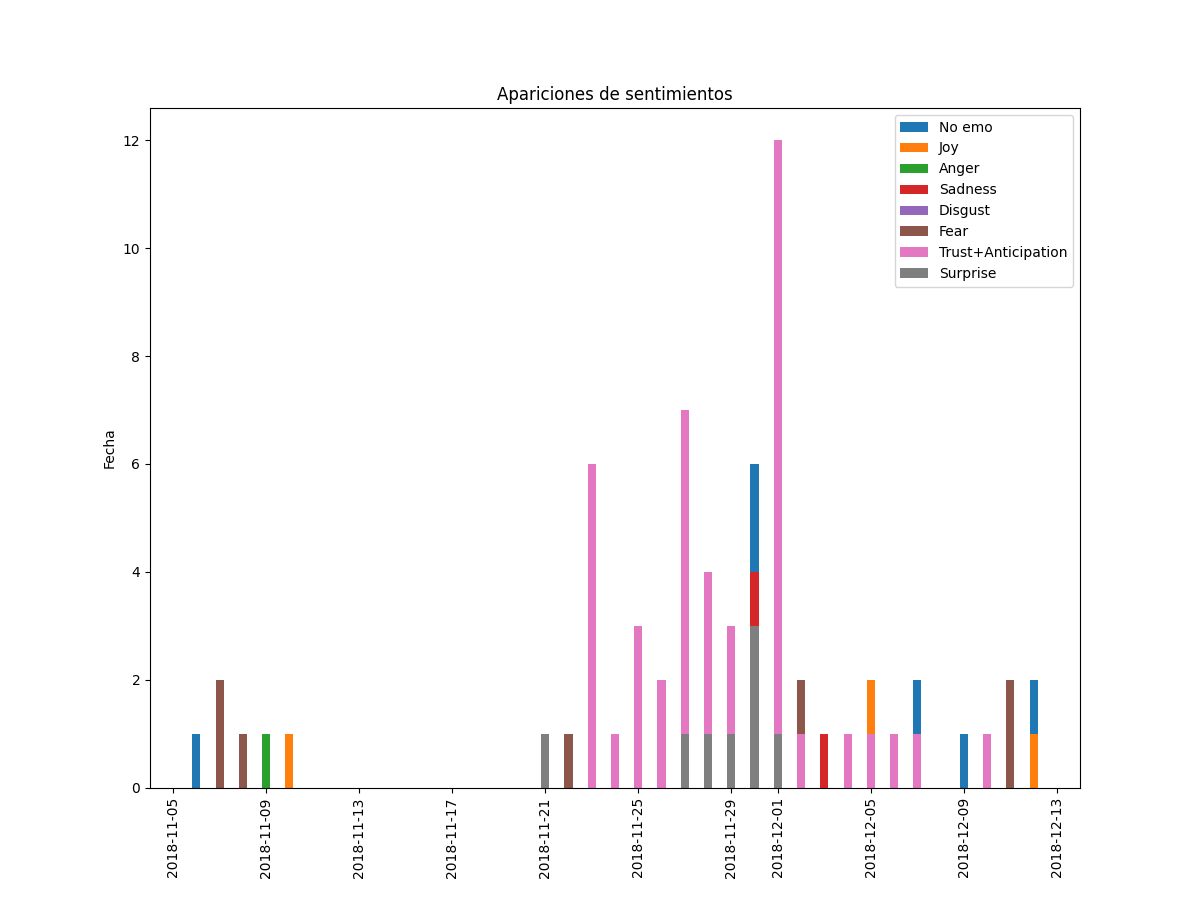 Apariciones de sentimientos
No emo
Joy
Anger
Sadness
Disgust
Fear
Trust+Anticipation
Surprise
Fecha
12
10
8
6
4
2
0
2018-11-05
2018-11-09
2018-11-13
2018-11-17
2018-11-21
2018-11-25
2018-11-29
2018-12-01
2018-12-05
2018-12-09
2018-12-13